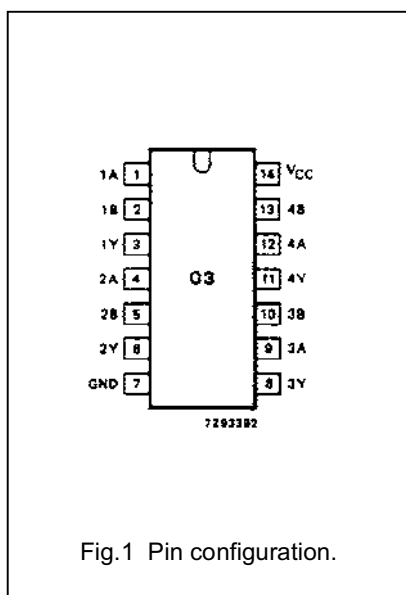 1A 1 14 VCC
1B 2 13 4B
1Y 3 12 4A
2A 4 03 11 4Y
2B 5 10 3B
2Y 6 9 3A
GND 7 8 3Y
7Z93392
Fig.1 Pin configuration.